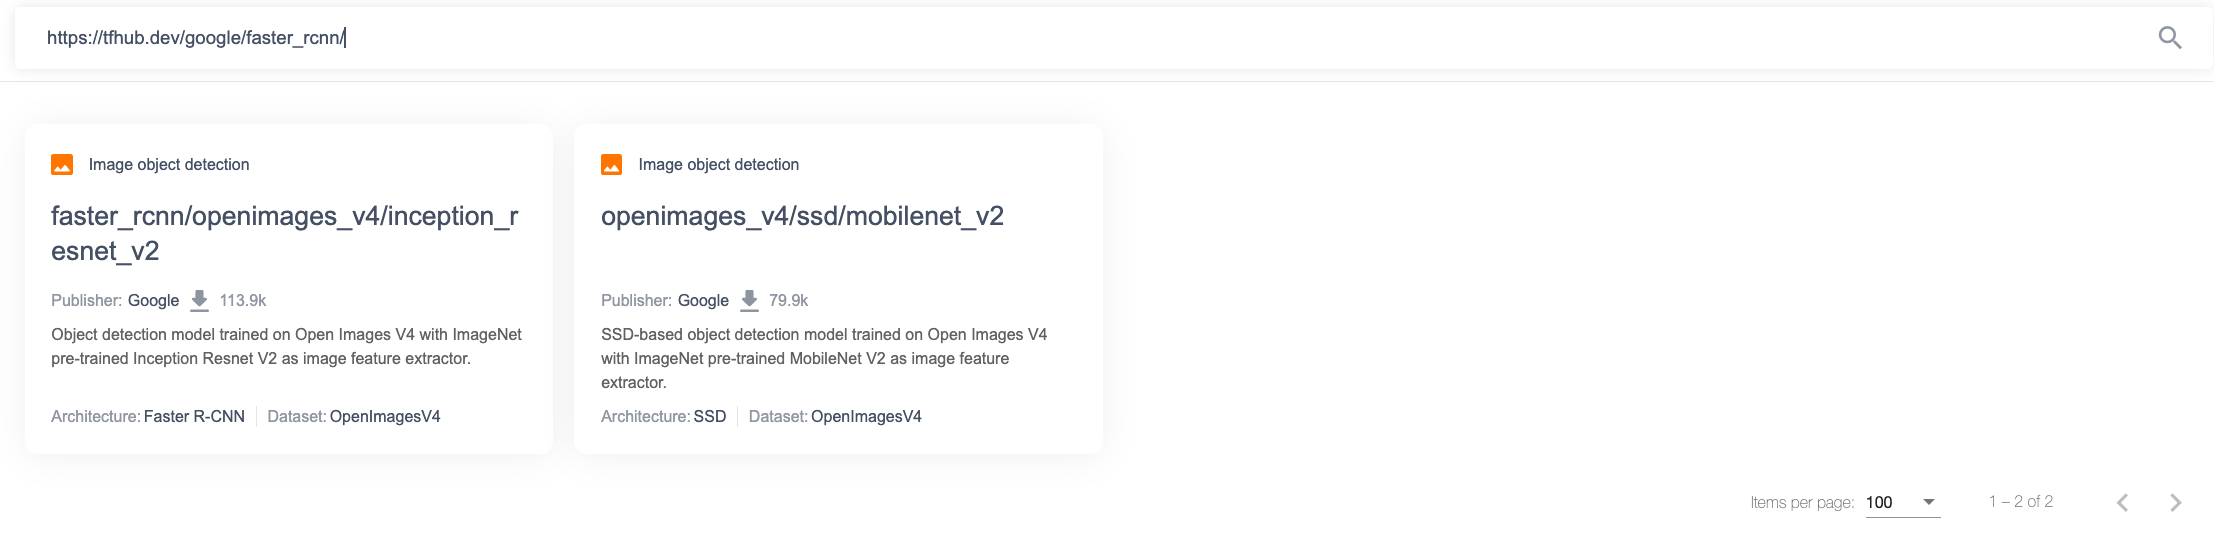 https://tfhub.dev/google/faster_rcnn/
Image object detection
faster_rcnn/openimages_v4/inception_r
esnet_v2
Publisher: Google 113.9k
Object detection model trained on Open Images V4 with ImageNet
pre-trained Inception Resnet V2 as image feature extractor.
Architecture: Faster R-CNN Dataset: OpenImagesV4
Image object detection
openimages_v4/ssd/mobilenet_v2
Publisher: Google 79.9k
SSD-based object detection model trained on Open Images V4
with ImageNet pre-trained MobileNet V2 as image feature
extractor.
Architecture: SSD Dataset: OpenImagesV4
Items per page: 100 1 – 2 of 2